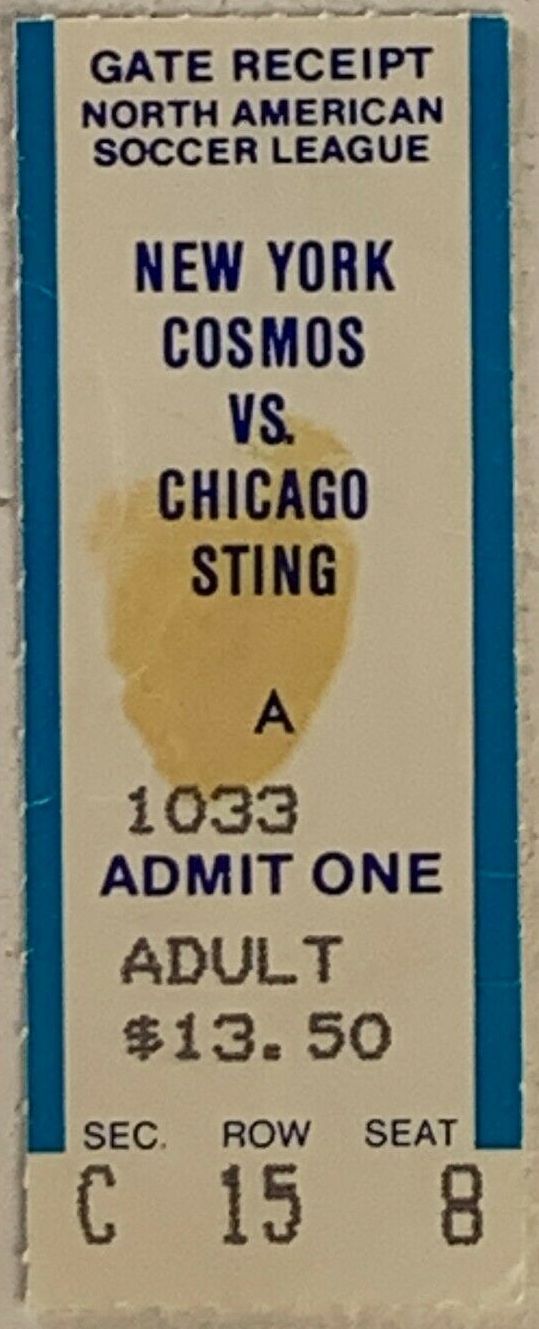 GATE RECEIPT
NORTH AMERICAN
SOCCER LEAGUE
NEW YORK
COSMOS
VS.
CHICAGO
STING
A
1033
ADMIT ONE
ADULT
$13.50
SEC. ROW SEAT
C 15 8